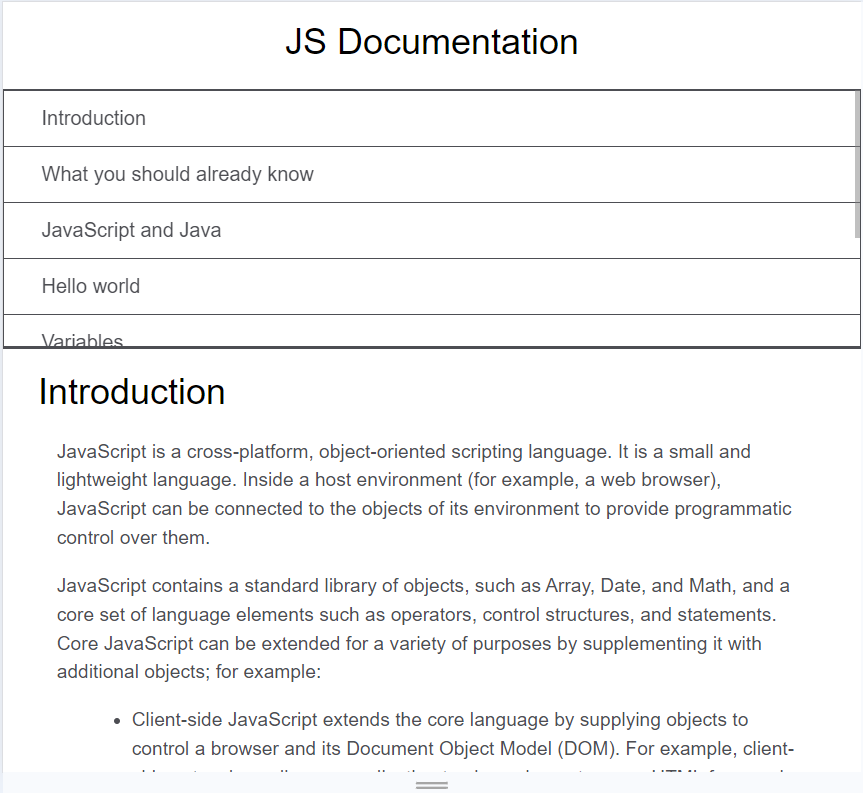 JS Documentation
Introduction
What you should already know
JavaScript and Java
Hello world
Variables
Introduction
JavaScript is a cross-platform, object-oriented scripting language. It is a small and
lightweight language. Inside a host environment (for example, a web browser),
JavaScript can be connected to the objects of its environment to provide programmatic
control over them.
JavaScript contains a standard library of objects, such as Array, Date, and Math, and a
core set of language elements such as operators, control structures, and statements.
Core JavaScript can be extended for a variety of purposes by supplementing it with
additional objects; for example:
• Client-side JavaScript extends the core language by supplying objects to
control a browser and its Document Object Model (DOM). For example, client-